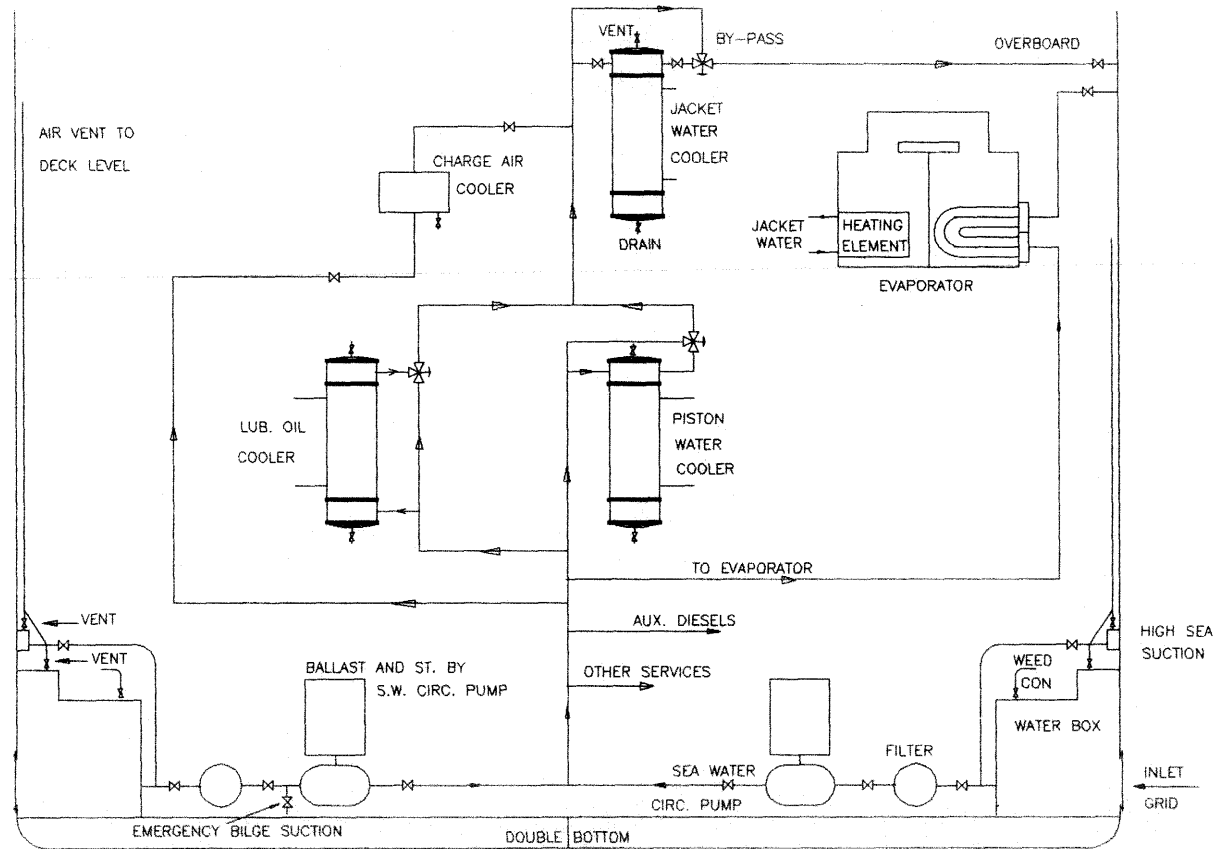 VENT
BY-PASS
OVERBOARD
AIR VENT TO
DECK LEVEL
JACKET
WATER
COOLER
CHARGE AIR
COOLER
DRAIN
JACKET
WATER
HEATING
ELEMENT
EVAPORATOR
LUB. OIL
COOLER
PISTON
WATER
COOLER
TO EVAPORATOR
AUX. DIESELS
OTHER SERVICES
VENT
VENT
BALLAST AND ST. BY
S.W. CIRC. PUMP
HIGH SEA
SUCTION
WEED
CON
WATER BOX
FILTER
SEA WATER
CIRC. PUMP
INLET
GRID
EMERGENCY BILGE SUCTION
DOUBLE BOTTOM